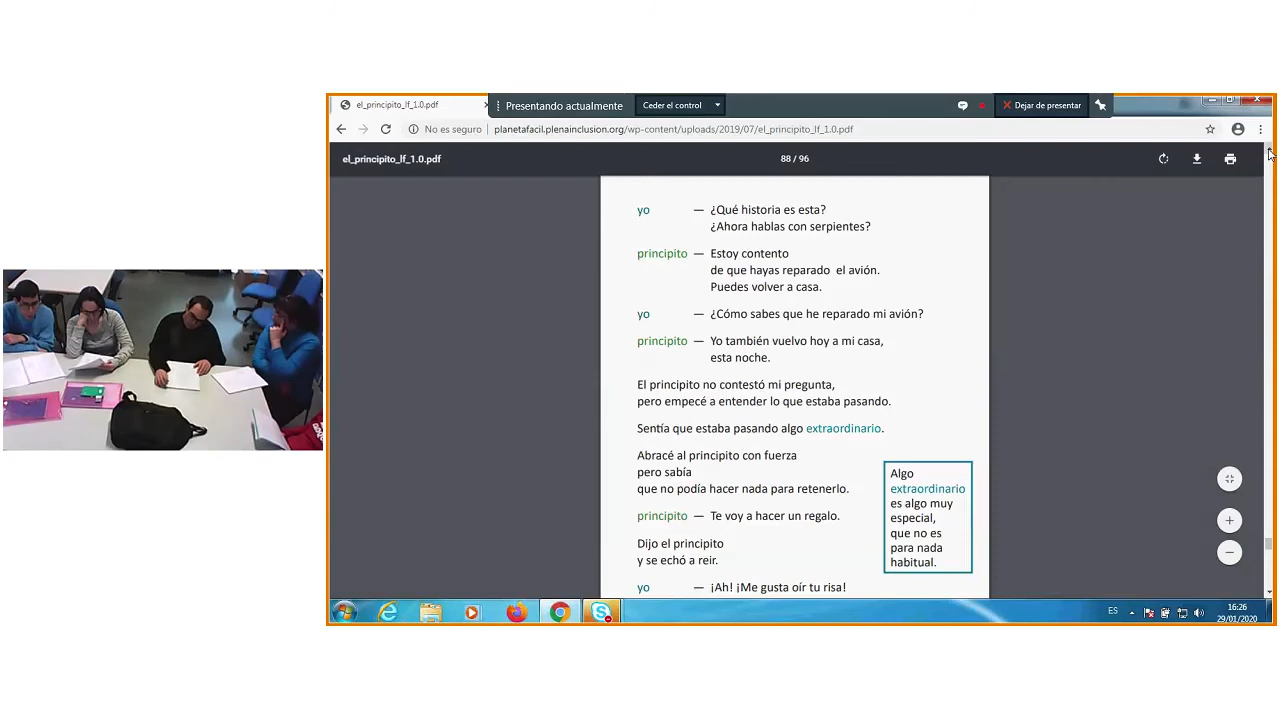 el_principito_lf_1.0.pdf
Presentando actualmente
Ceder el control
Dejar de presentar
No es seguro
planetafacil.plenainclusion.org/wp-content/uploads/2019/07/el_principito_lf_1.0.pdf
el_principito_lf_1.0.pdf
88 / 96
yo — ¿Qué historia es esta?
¿Ahora hablas con serpientes?
principito — Estoy contento
de que hayas reparado el avión.
Puedes volver a casa.
yo — ¿Cómo sabes que he reparado mi avión?
principito — Yo también vuelvo hoy a mi casa,
esta noche.
El principito no contestó mi pregunta,
pero empecé a entender lo que estaba pasando.
Sentía que estaba pasando algo extraordinario.
Abracé al principito con fuerza
pero sabía
que no podía hacer nada para retenerlo.
Algo
extraordinario
es algo muy
especial,
que no es
para nada
habitual.
principito — Te voy a hacer un regalo.
Dijo el principito
y se echó a reir.
yo — ¡Ah! ¡Me gusta oír tu risa!
ES
16:26
29/01/2020